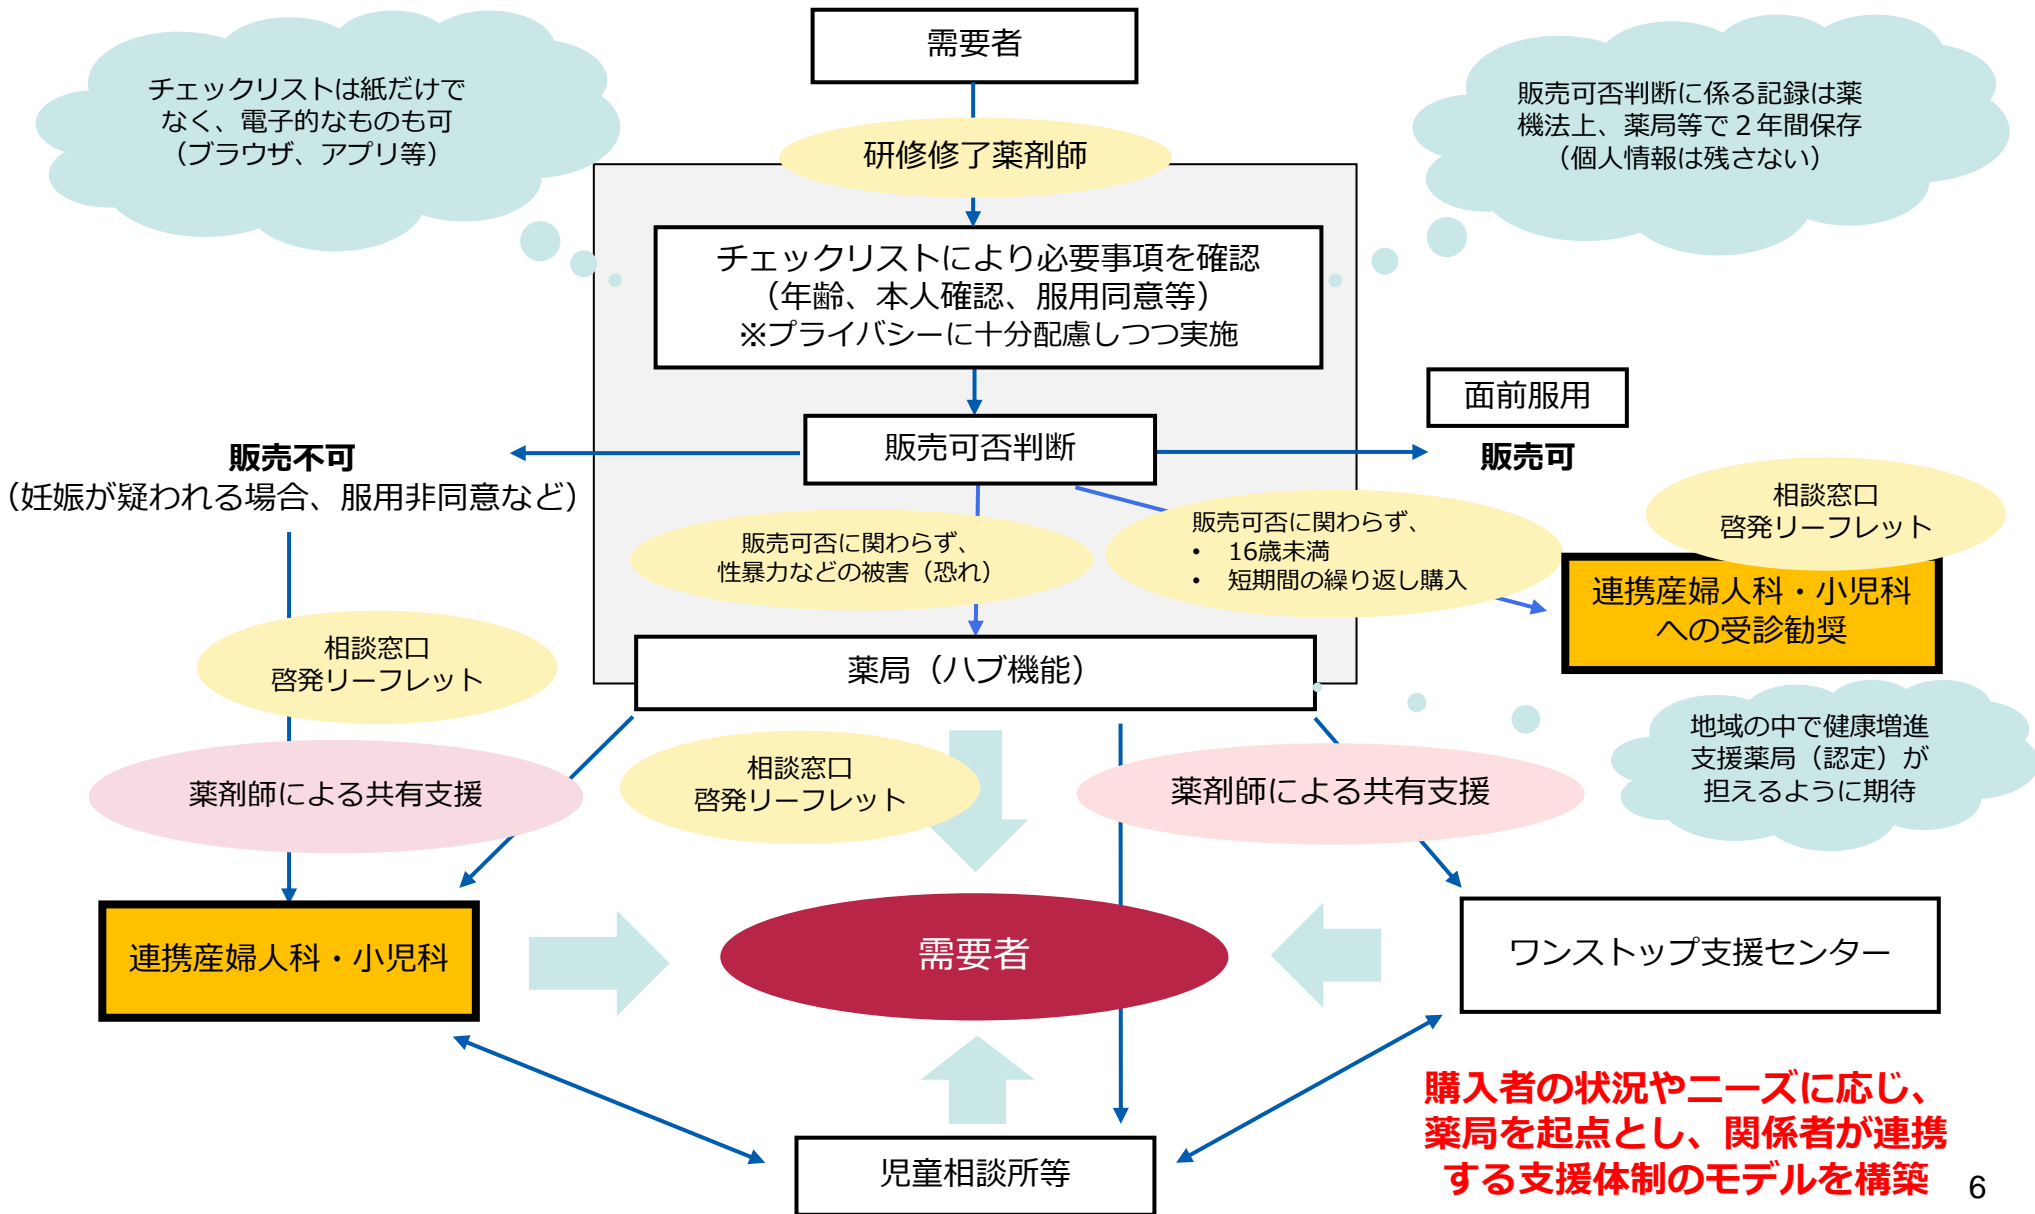 需要者
チェックリストは紙だけで
なく、電子的なものも可
（ブラウザ、アプリ等）
販売可否判断に係る記録は薬
機法上、薬局等で２年間保存
（個人情報は残さない）
研修修了薬剤師
チェックリストにより必要事項を確認
（年齢、本人確認、服用同意等）
※プライバシーに十分配慮しつつ実施
面前服用
販売可否判断
販売不可
（妊娠が疑われる場合、服用非同意など）
販売可
相談窓口
啓発リーフレット
販売可否に関わらず、
性暴力などの被害（恐れ）
販売可否に関わらず、
• 16歳未満
• 短期間の繰り返し購入
連携産婦人科・小児科
への受診勧奨
相談窓口
啓発リーフレット
薬局（ハブ機能）
地域の中で健康増進
支援薬局（認定）が
担えるように期待
薬剤師による共有支援
相談窓口
啓発リーフレット
薬剤師による共有支援
連携産婦人科・小児科
需要者
ワンストップ支援センター
児童相談所等
購入者の状況やニーズに応じ、
薬局を起点とし、関係者が連携
する支援体制のモデルを構築
6